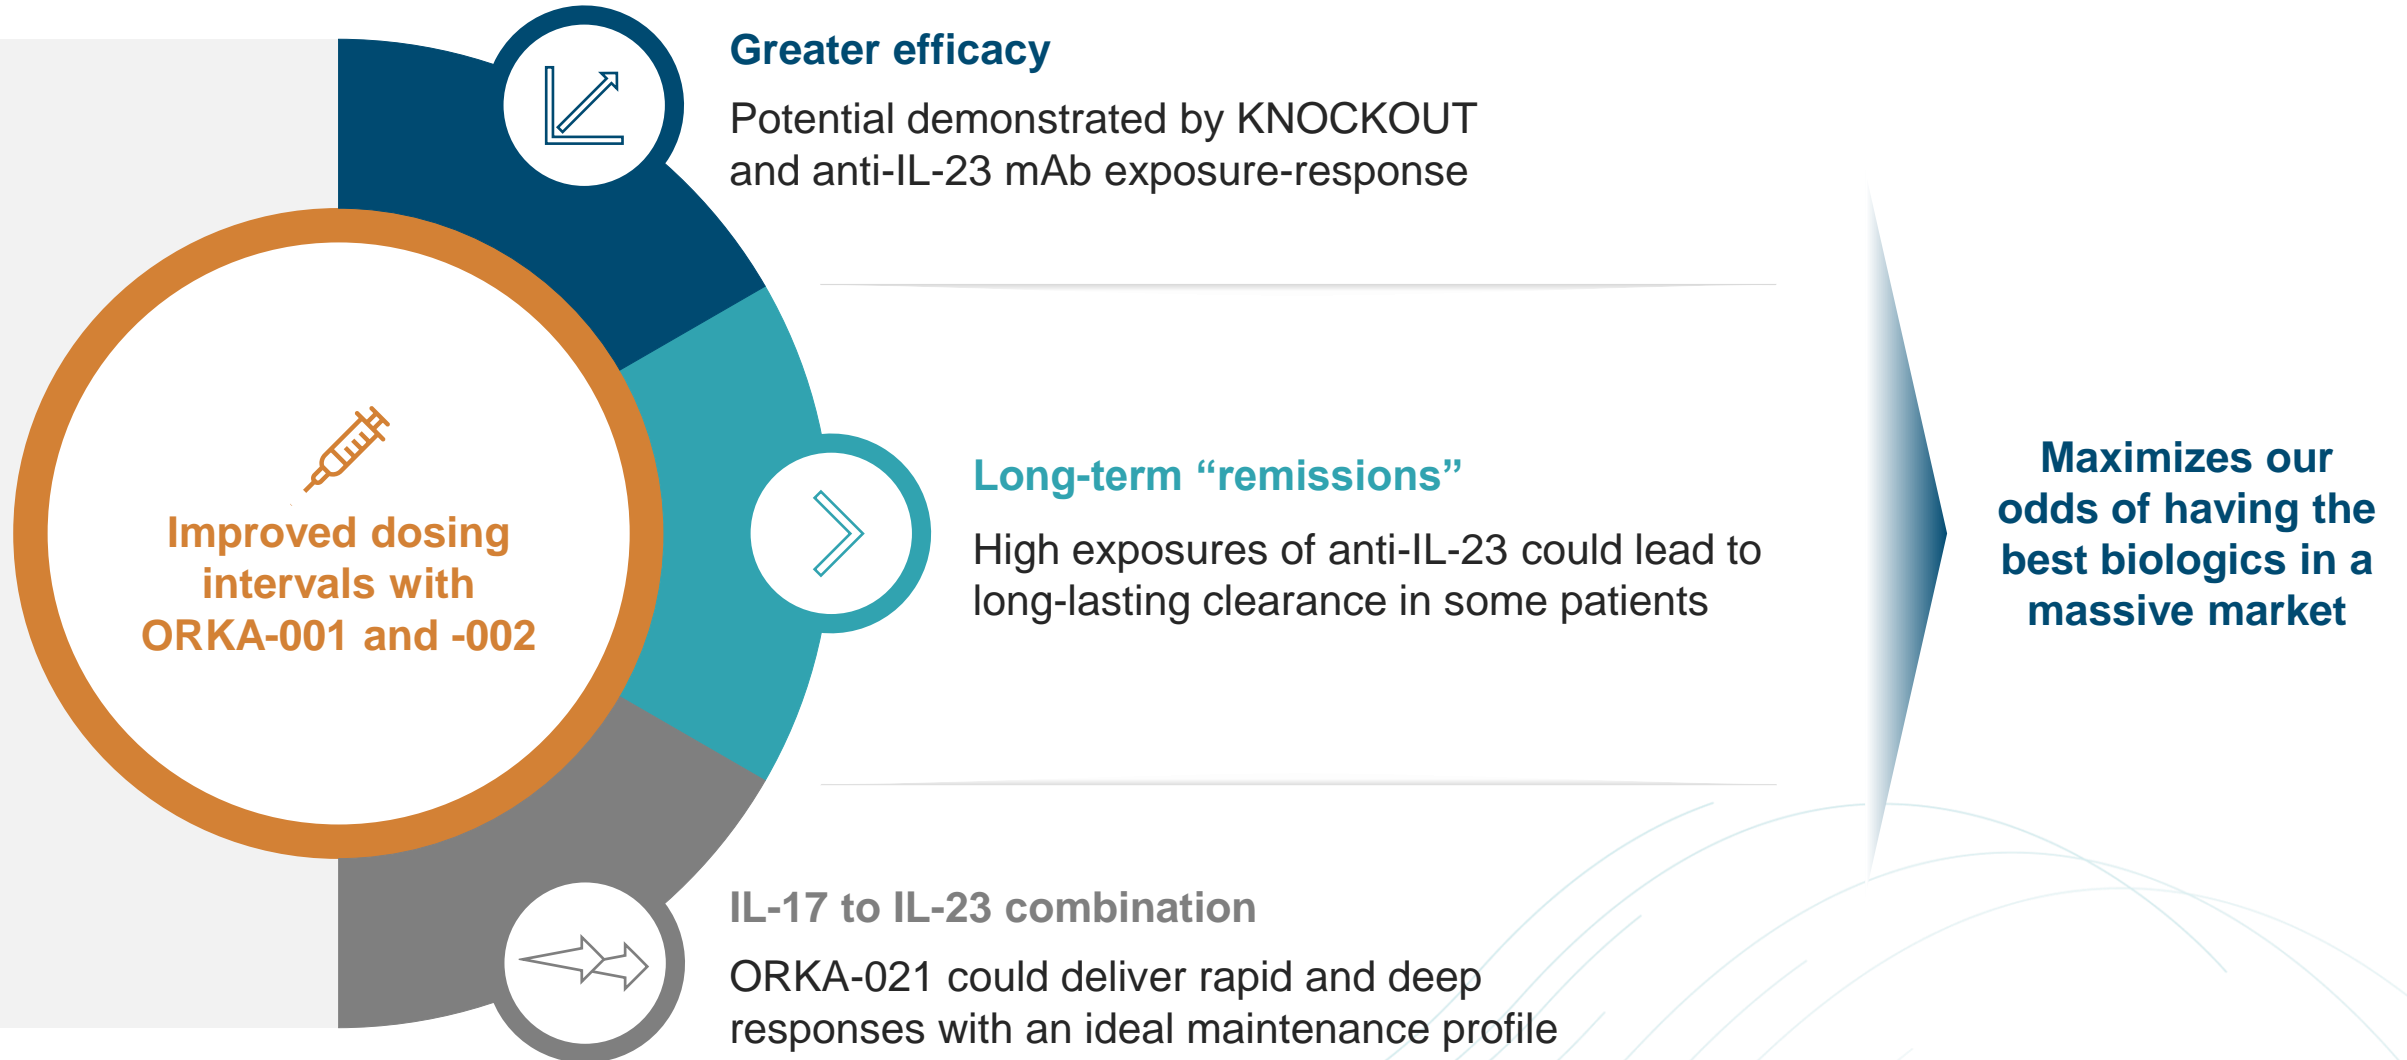 Greater efficacy
Potential demonstrated by KNOCKOUT
and anti-IL-23 mAb exposure-response
Improved dosing
intervals with
ORKA-001 and -002
Long-term “remissions”
High exposures of anti-IL-23 could lead to
long-lasting clearance in some patients
IL-17 to IL-23 combination
ORKA-021 could deliver rapid and deep
responses with an ideal maintenance profile
Maximizes our
odds of having the
best biologics in a
massive market